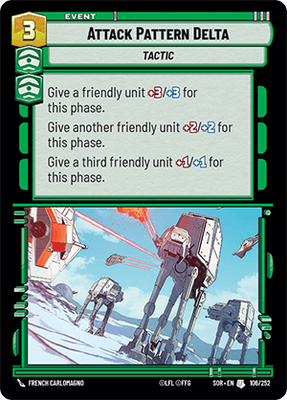 EVENT
3
ATTACK PATTERN DELTA
TACTIC
Give a friendly unit +3/+3 for
this phase.
Give another friendly unit +2/+2 for
this phase.
Give a third friendly unit +1/+1 for
this phase.
FRENCH CARLOMAGNO
©LFL ©FFG
SOR • EN
106/252